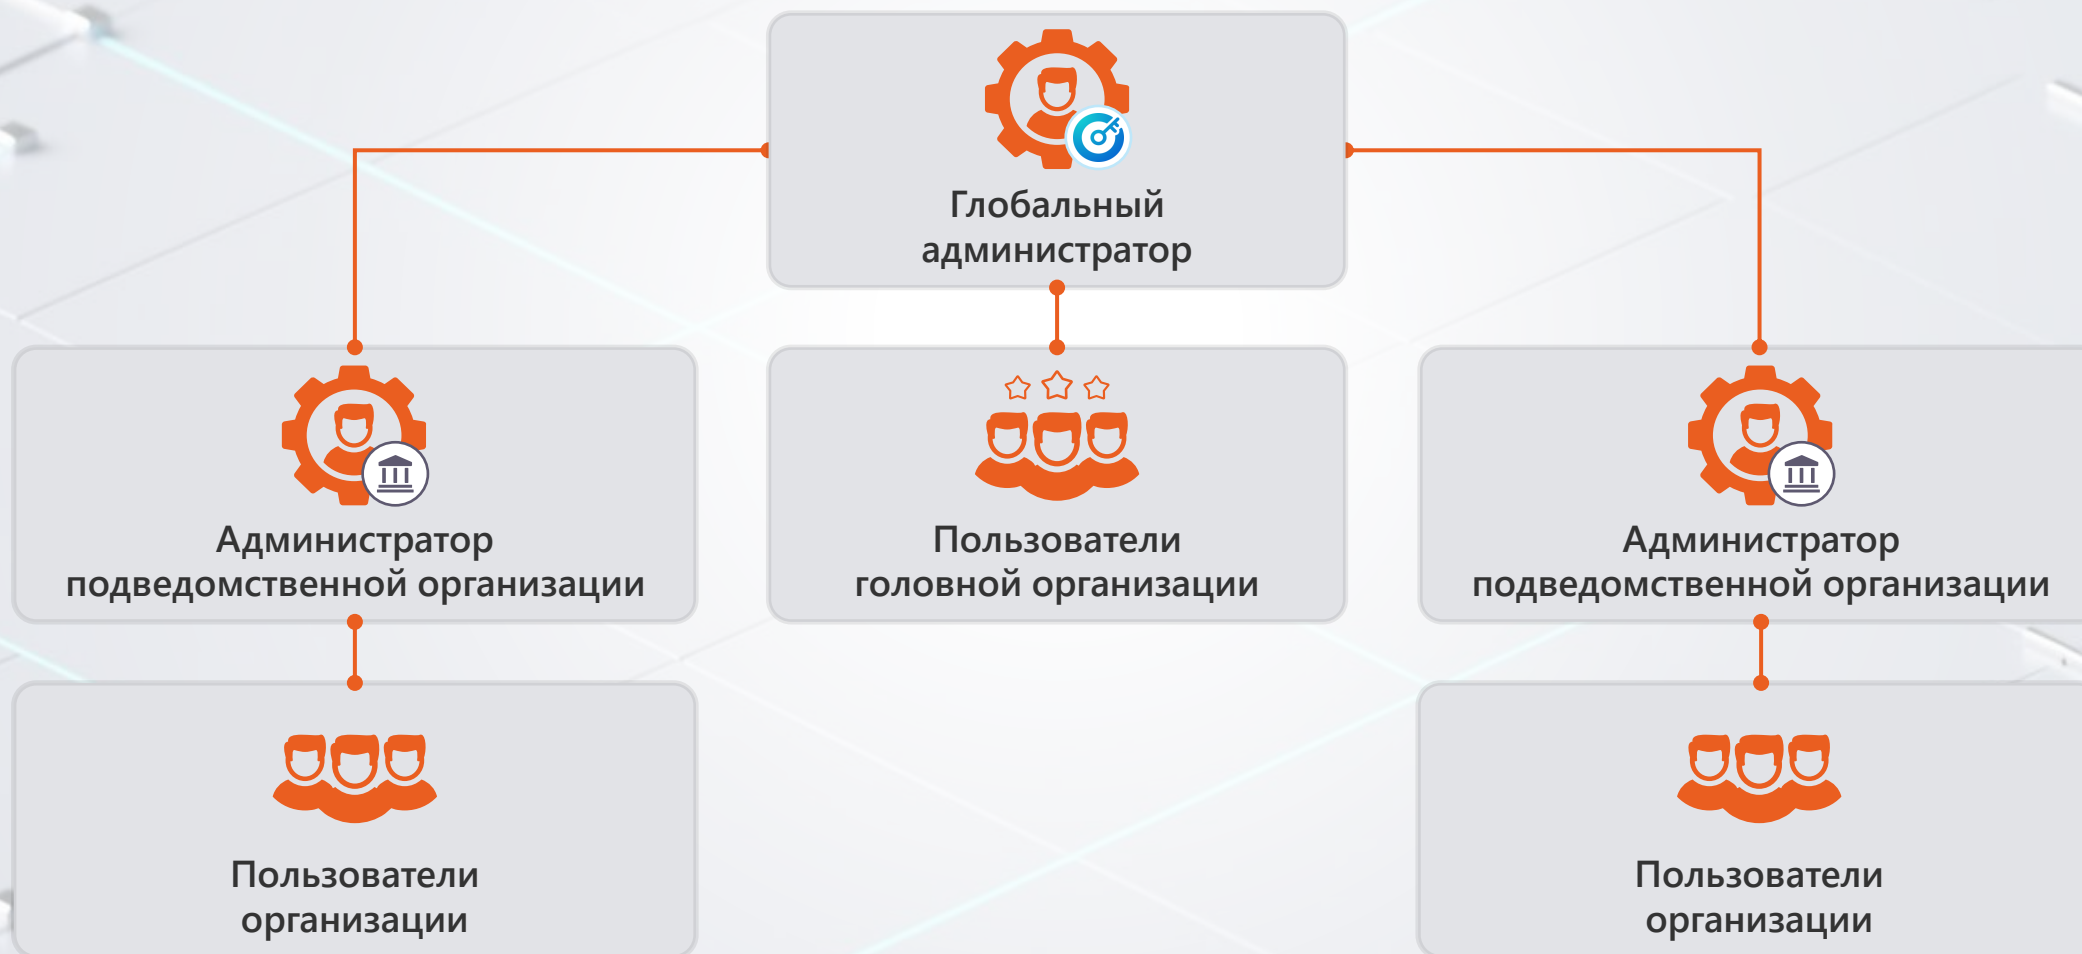 Глобальный
администратор
Администратор
подведомственной организации
Пользователи
головной организации
Администратор
подведомственной организации
Пользователи
организации
Пользователи
организации